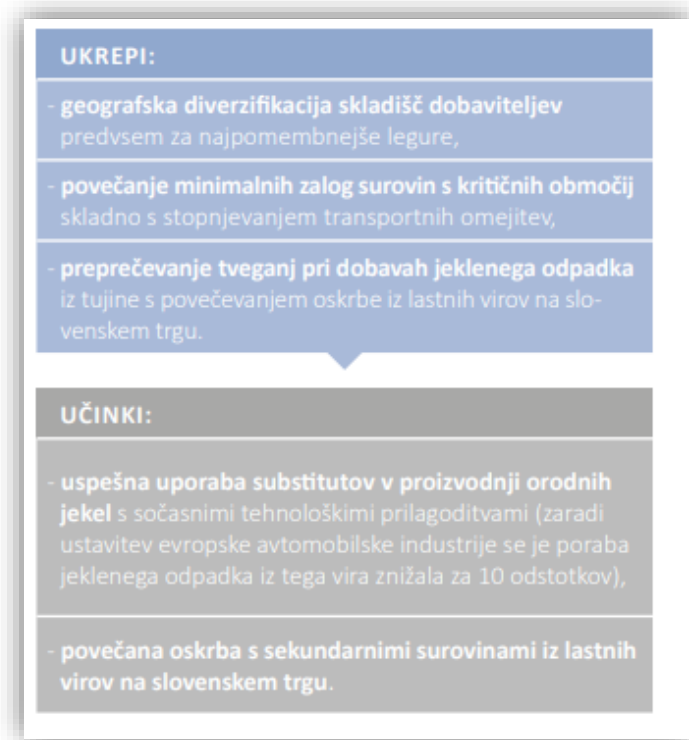 UKREPI:
- geografska diverzifikacija skladišč dobaviteljev
predvsem za najpomembnejše legure,
- povečanje minimalnih zalog surovin s kritičnih območij
skladno s stopnjevanjem transportnih omejitev,
- preprečevanje tveganj pri dobavah jeklenega odpadka
iz tujine s povečevanjem oskrbe iz lastnih virov na slo-
venskem trgu.
UČINKI:
- uspešna uporaba substitutov v proizvodnji orodnih
jekel s sočasnimi tehnološkimi prilagoditvami (zaradi
ustavitev evropske avtomobilske industrije se je poraba
jeklenega odpadka iz tega vira znižala za 10 odstotkov),
- povečana oskrba s sekundarnimi surovinami iz lastnih
virov na slovenskem trgu.